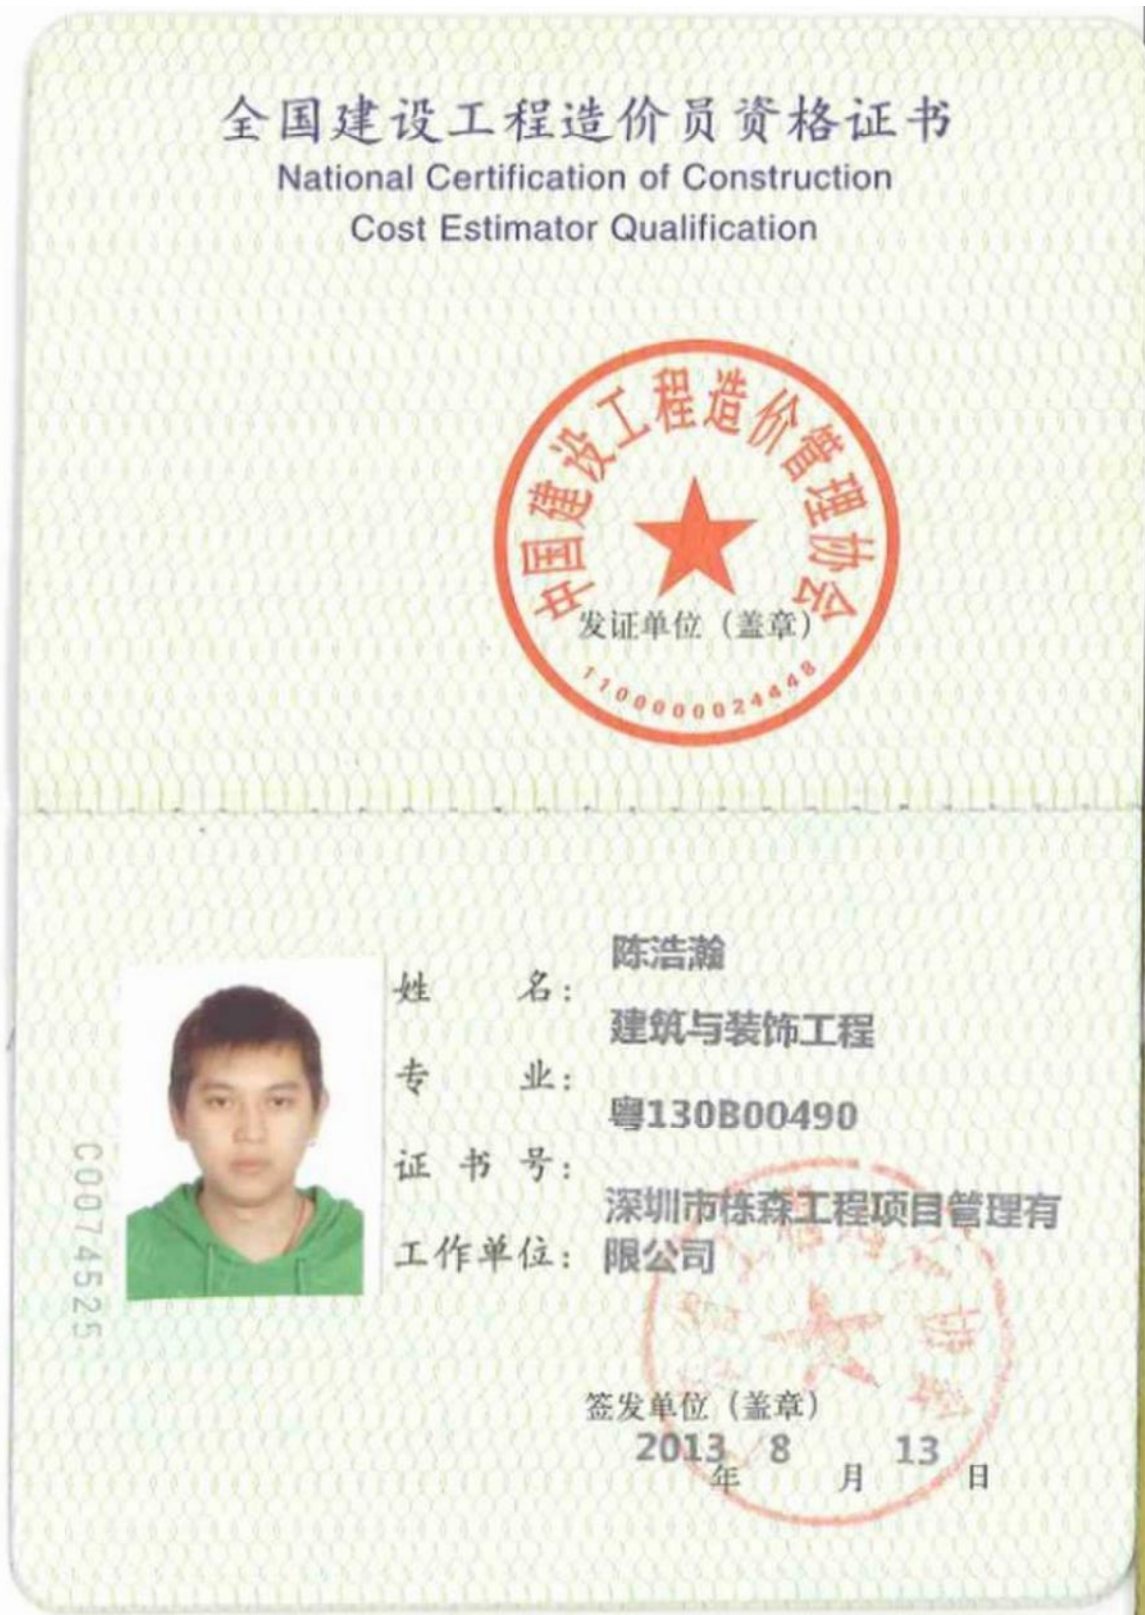 全国建设工程造价员资格证书
National Certification of Construction
Cost Estimator Qualification
中国建设工程造价管理协会
发证单位（盖章）
1100000024448
陈浩瀚
姓 名：
建筑与装饰工程
专 业：
粤130B00490
证 书 号：
深圳市栋森工程项目管理有
工作单位：
限公司
C0074525
签发单位（盖章）
2013 8 13
年 月 日